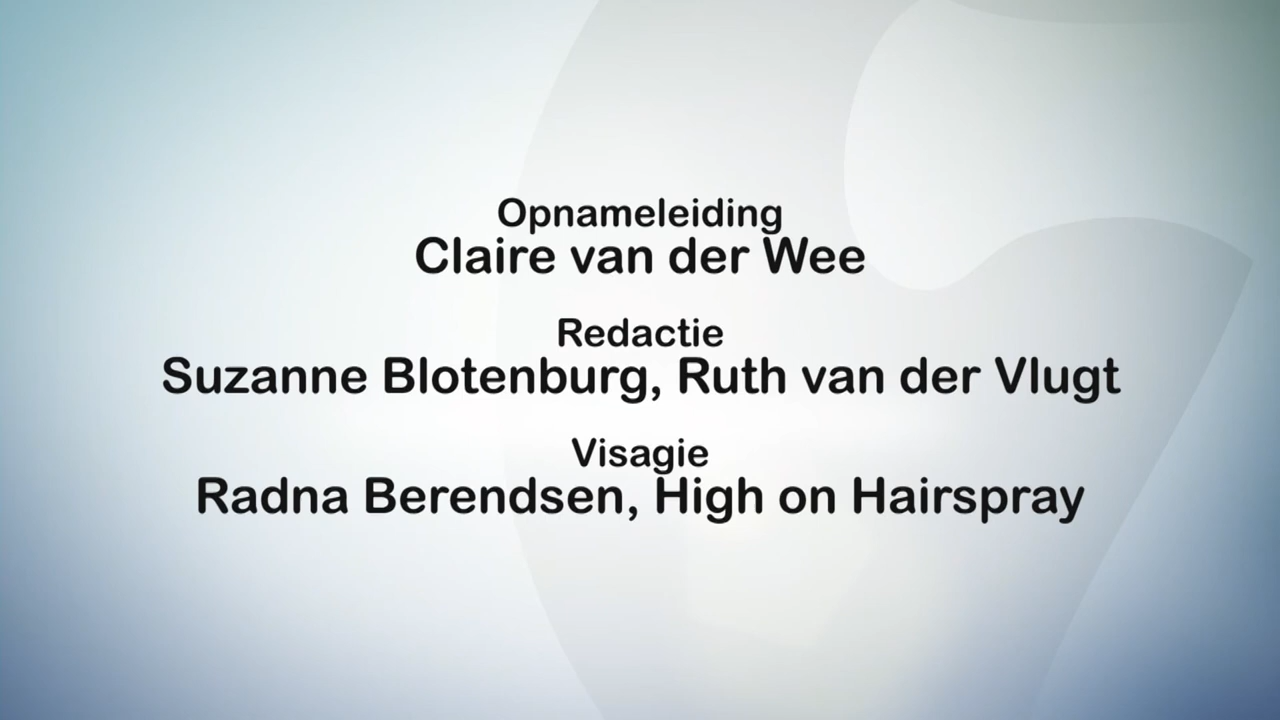 Opnameleiding
Claire van der Wee
Redactie
Suzanne Blotenburg, Ruth van der Vlugt
Visagie
Radna Berendsen, High on Hairspray